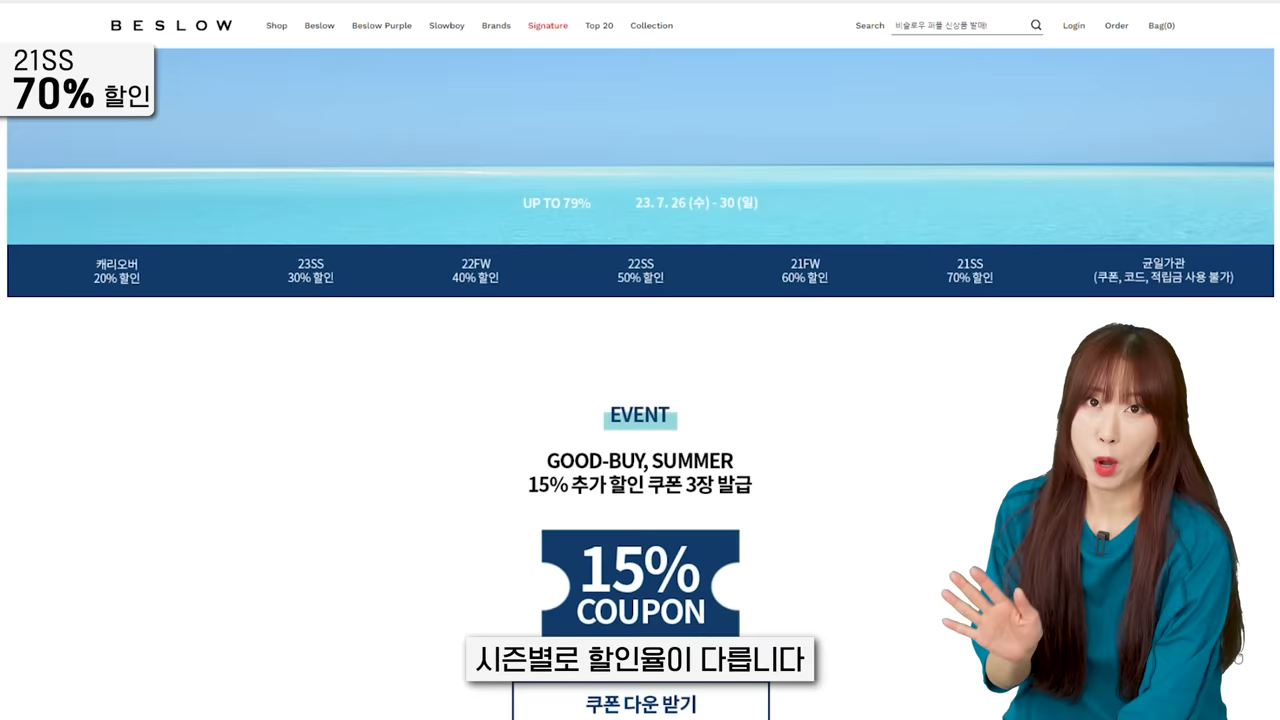 BESLOW
Shop Beslow Beslow Purple Slowboy Brands Signature Top 20 Collection
Search 비슬로우 퍼플 신상품 발매! Login Order Bag(0)
21SS
70% 할인
UP TO 79% 23. 7. 26 (수) - 30 (일)
캐리오버 23SS 22FW 22SS 21FW 21SS 균일가관
20% 할인 30% 할인 40% 할인 50% 할인 60% 할인 70% 할인 (쿠폰, 코드, 적립금 사용 불가)
EVENT
GOOD-BUY, SUMMER
15% 추가 할인 쿠폰 3장 발급
15%
COUPON
시즌별로 할인율이 다릅니다
쿠폰 다운 받기